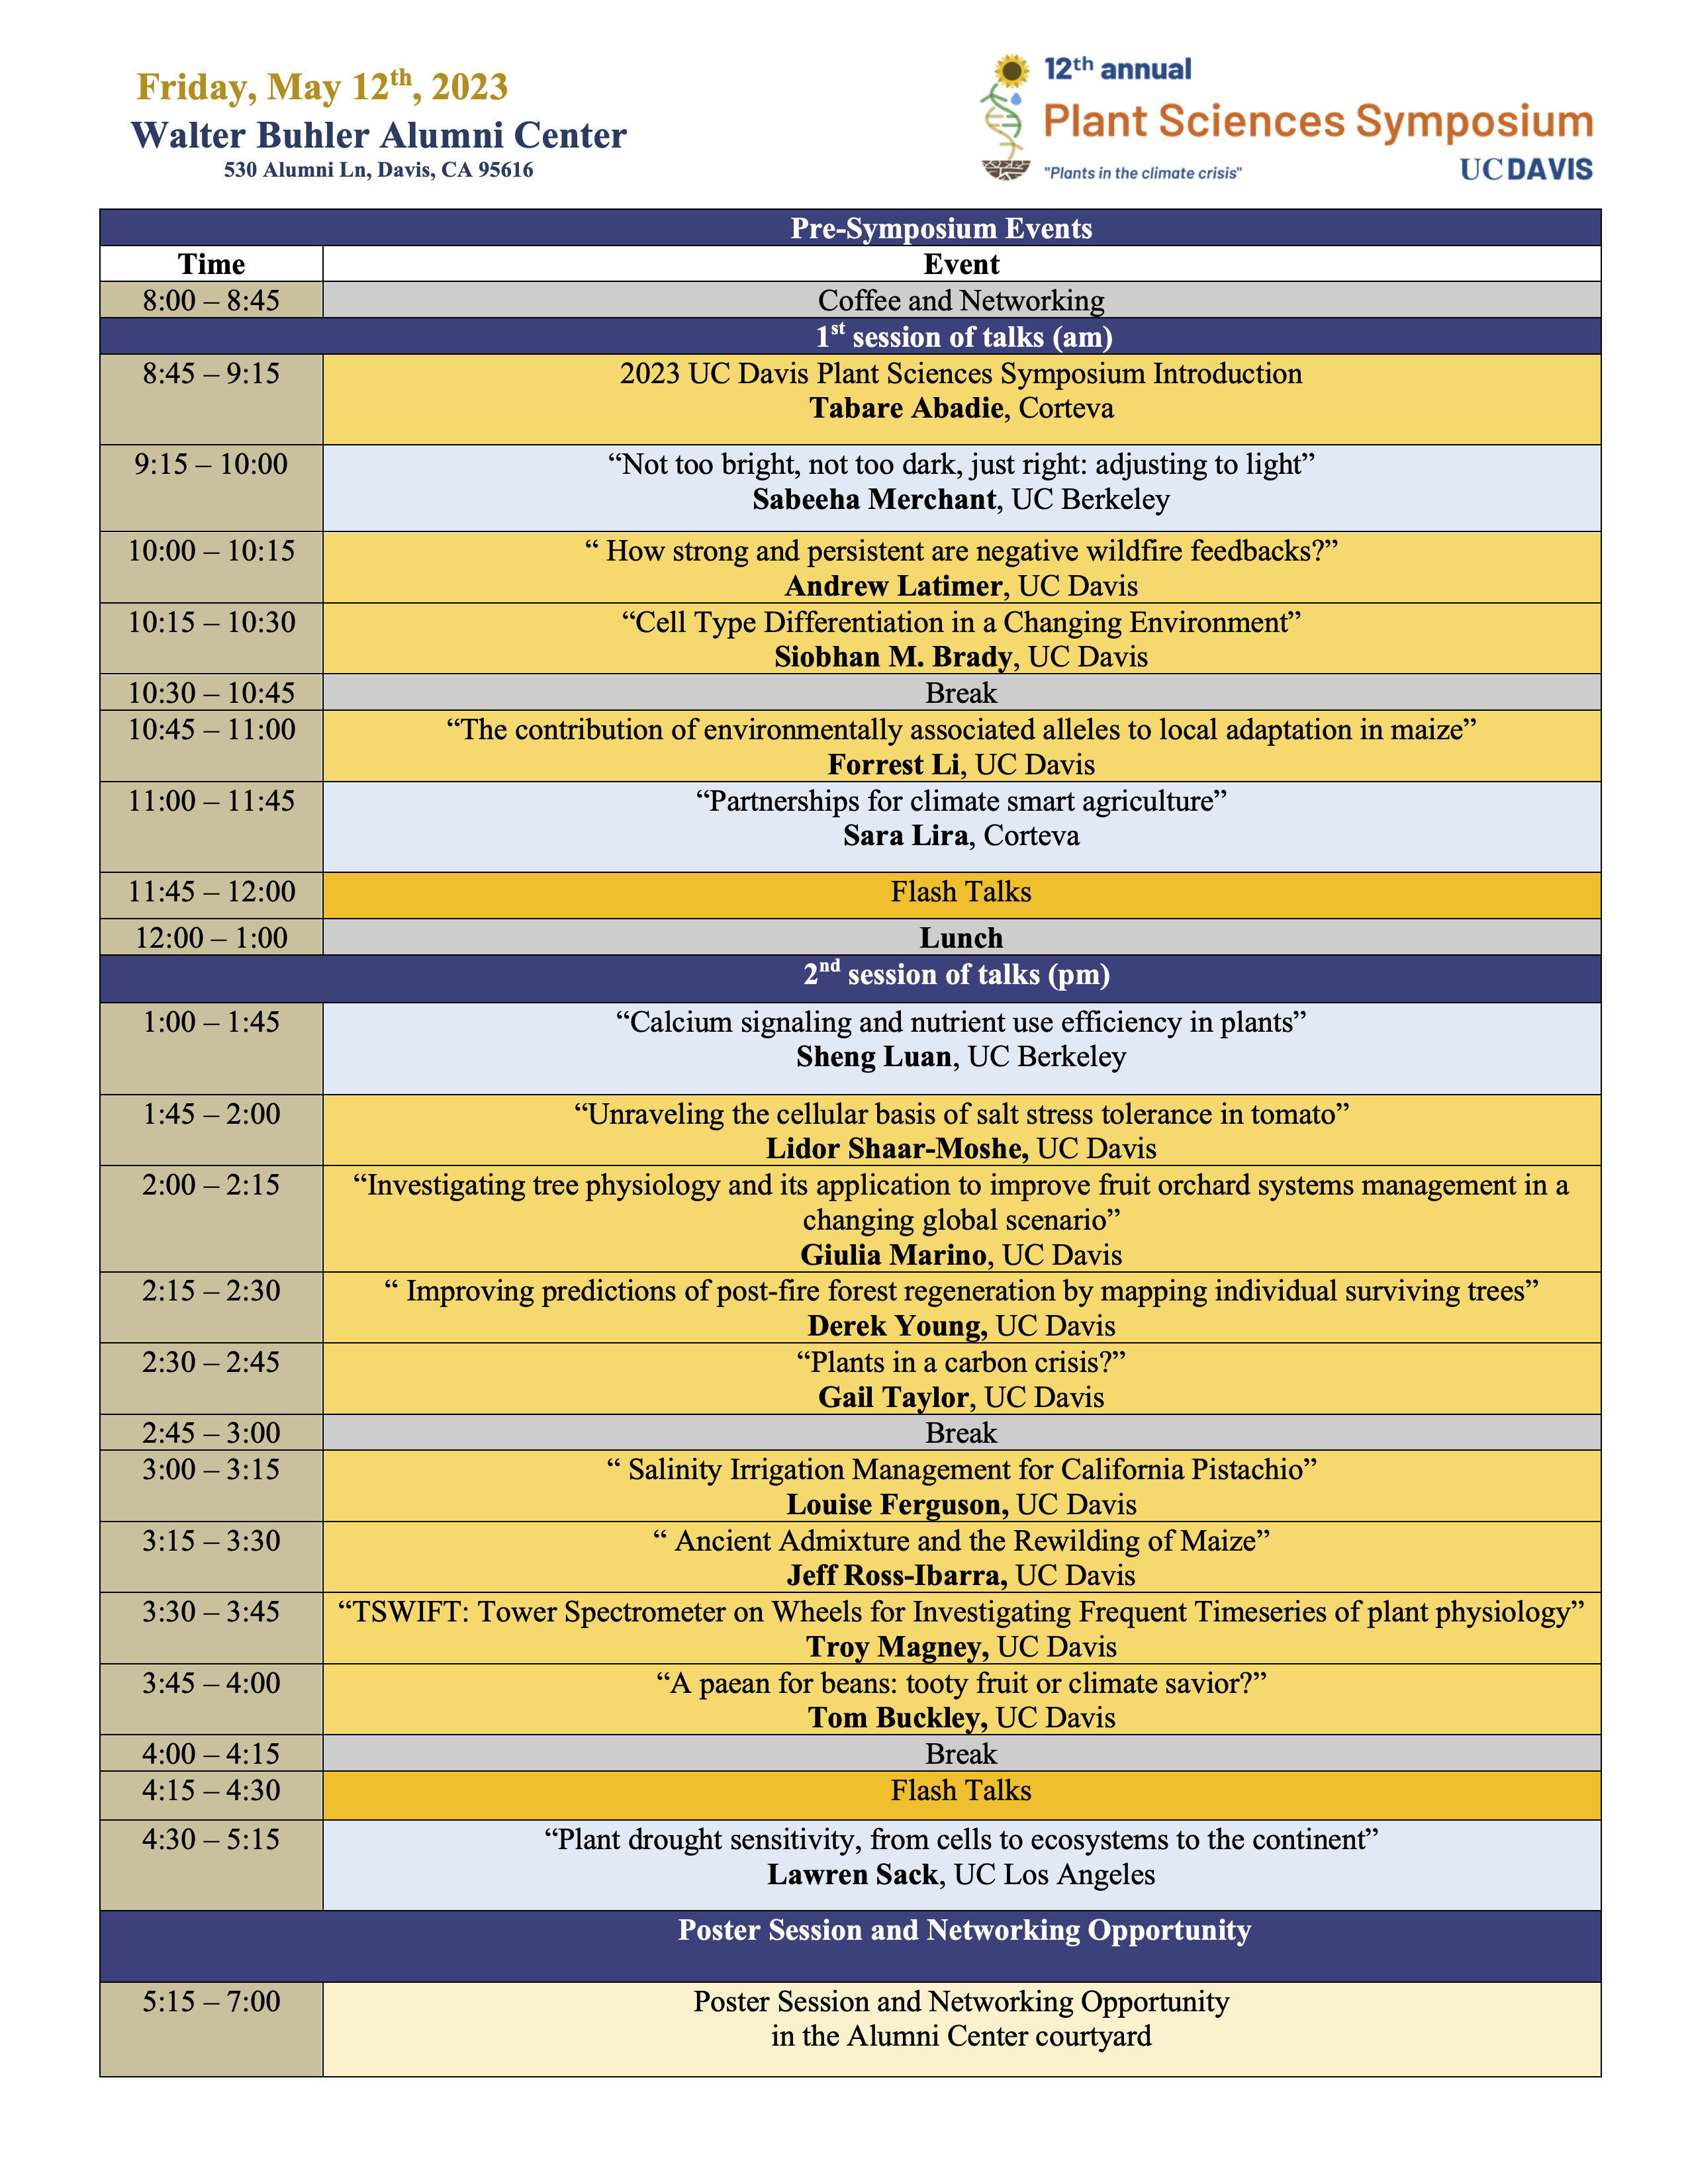 Friday, May 12th, 2023
Walter Buhler Alumni Center
530 Alumni Ln, Davis, CA 95616
12th annual
Plant Sciences Symposium
"Plants in the climate crisis"
UC DAVIS
Pre-Symposium Events
Time Event
8:00 – 8:45 Coffee and Networking
1st session of talks (am)
8:45 – 9:15 2023 UC Davis Plant Sciences Symposium Introduction
Tabare Abadie, Corteva
9:15 – 10:00 “Not too bright, not too dark, just right: adjusting to light”
Sabeeha Merchant, UC Berkeley
10:00 – 10:15 “ How strong and persistent are negative wildfire feedbacks?”
Andrew Latimer, UC Davis
10:15 – 10:30 “Cell Type Differentiation in a Changing Environment”
Siobhan M. Brady, UC Davis
10:30 – 10:45 Break
10:45 – 11:00 “The contribution of environmentally associated alleles to local adaptation in maize”
Forrest Li, UC Davis
11:00 – 11:45 “Partnerships for climate smart agriculture”
Sara Lira, Corteva
11:45 – 12:00 Flash Talks
12:00 – 1:00 Lunch
2nd session of talks (pm)
1:00 – 1:45 “Calcium signaling and nutrient use efficiency in plants”
Sheng Luan, UC Berkeley
1:45 – 2:00 “Unraveling the cellular basis of salt stress tolerance in tomato”
Lidor Shaar-Moshe, UC Davis
2:00 – 2:15 “Investigating tree physiology and its application to improve fruit orchard systems management in a
changing global scenario”
Giulia Marino, UC Davis
2:15 – 2:30 “ Improving predictions of post-fire forest regeneration by mapping individual surviving trees”
Derek Young, UC Davis
2:30 – 2:45 “Plants in a carbon crisis?”
Gail Taylor, UC Davis
2:45 – 3:00 Break
3:00 – 3:15 “ Salinity Irrigation Management for California Pistachio”
Louise Ferguson, UC Davis
3:15 – 3:30 “ Ancient Admixture and the Rewilding of Maize”
Jeff Ross-Ibarra, UC Davis
3:30 – 3:45 “TSWIFT: Tower Spectrometer on Wheels for Investigating Frequent Timeseries of plant physiology”
Troy Magney, UC Davis
3:45 – 4:00 “A paean for beans: tooty fruit or climate savior?”
Tom Buckley, UC Davis
4:00 – 4:15 Break
4:15 – 4:30 Flash Talks
4:30 – 5:15 “Plant drought sensitivity, from cells to ecosystems to the continent”
Lawren Sack, UC Los Angeles
Poster Session and Networking Opportunity
5:15 – 7:00 Poster Session and Networking Opportunity
in the Alumni Center courtyard